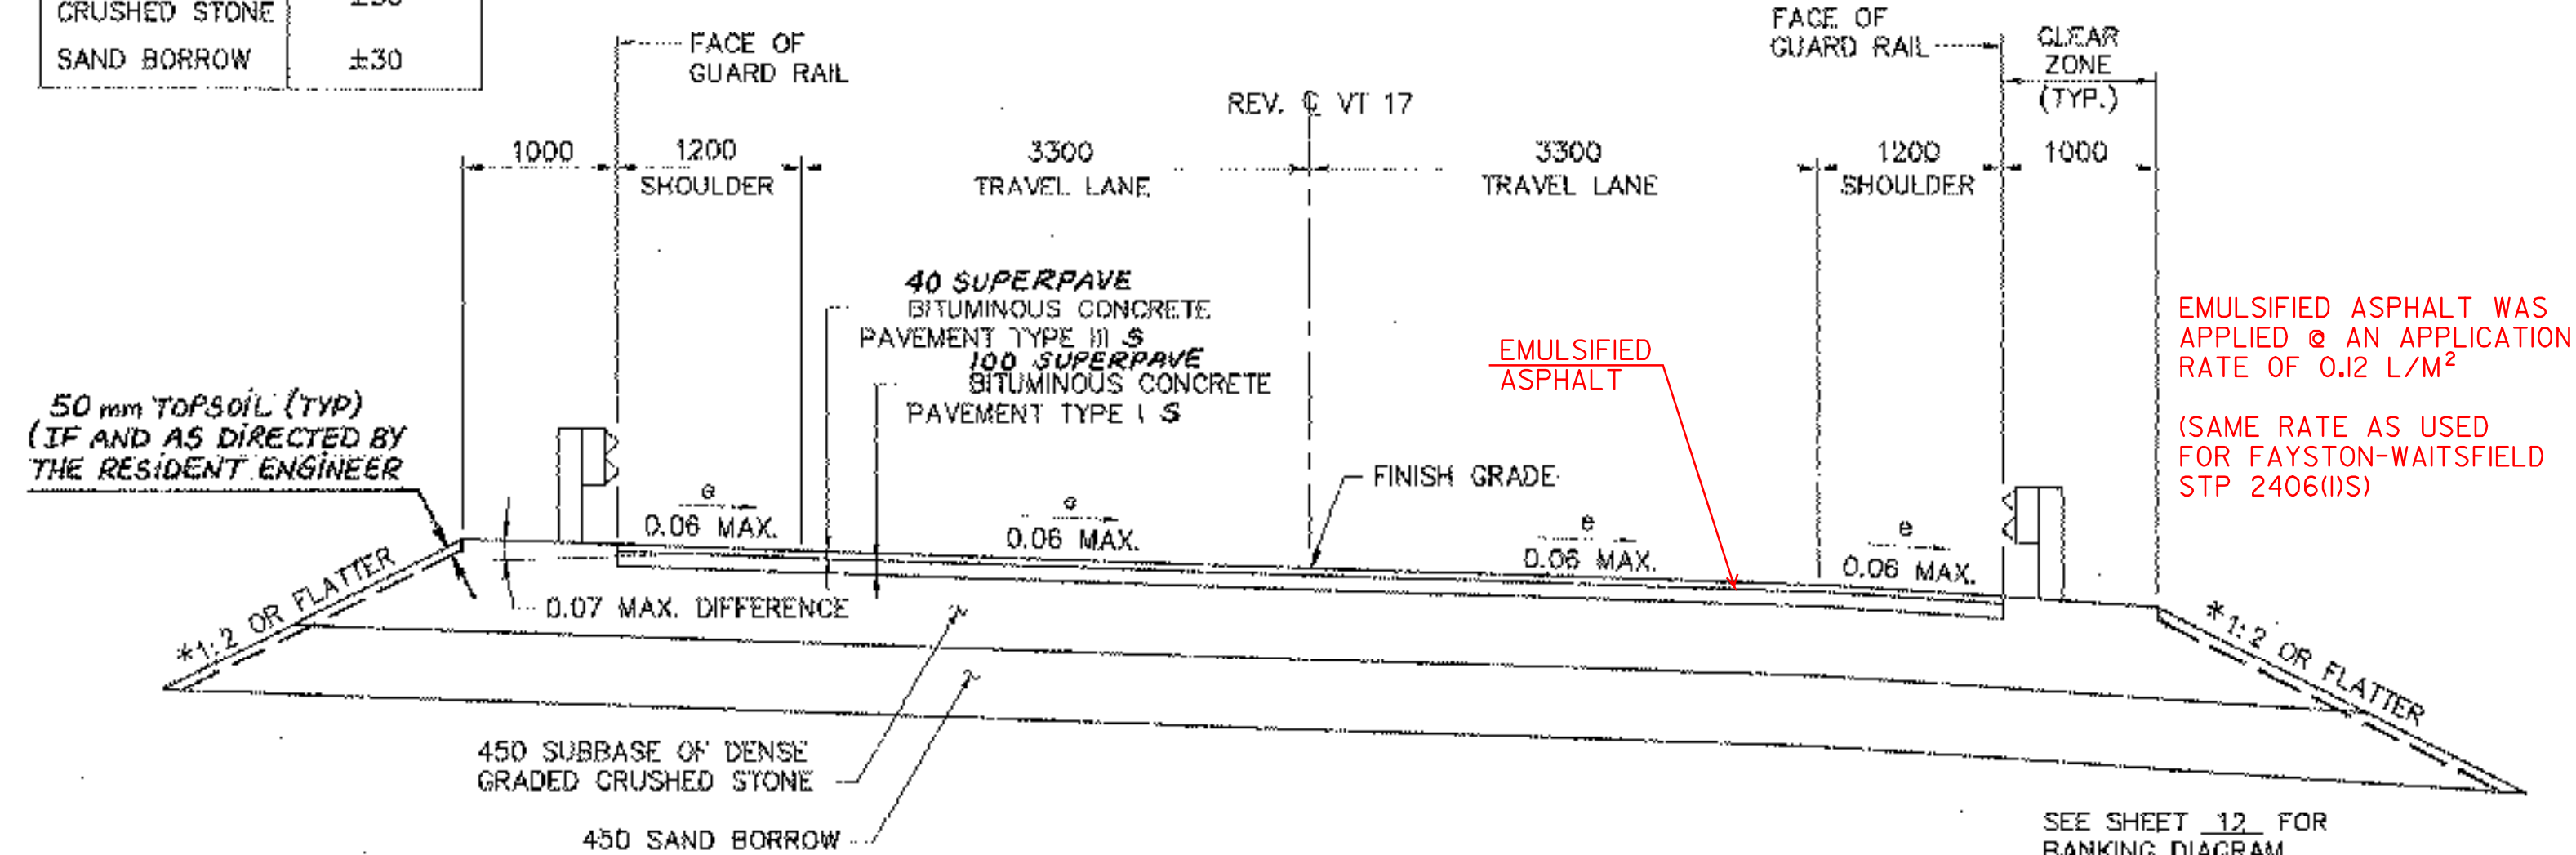 CRUSHED STONE
SAND BORROW ±30
FACE OF
GUARD RAIL
REV. ℄ VT 17
FACE OF
GUARD RAIL
CLEAR
ZONE
(TYP.)
1000
1200
SHOULDER
3300
TRAVEL LANE
3300
TRAVEL LANE
1200
SHOULDER
1000
40 SUPERPAVE
BITUMINOUS CONCRETE
PAVEMENT TYPE III S
100 SUPERPAVE
BITUMINOUS CONCRETE
PAVEMENT TYPE I S
EMULSIFIED
ASPHALT
EMULSIFIED ASPHALT WAS
APPLIED @ AN APPLICATION
RATE OF 0.12 L/M²
(SAME RATE AS USED
FOR FAYSTON-WAITSFIELD
STP 2406(1)S)
50 mm TOPSOIL (TYP)
(IF AND AS DIRECTED BY
THE RESIDENT ENGINEER
FINISH GRADE
e
0.06 MAX.
e
0.06 MAX.
e
0.06 MAX.
e
0.06 MAX.
0.07 MAX. DIFFERENCE
*1:2 OR FLATTER
*1:2 OR FLATTER
450 SUBBASE OF DENSE
GRADED CRUSHED STONE
450 SAND BORROW
SEE SHEET 12 FOR
BANKING DIAGRAM